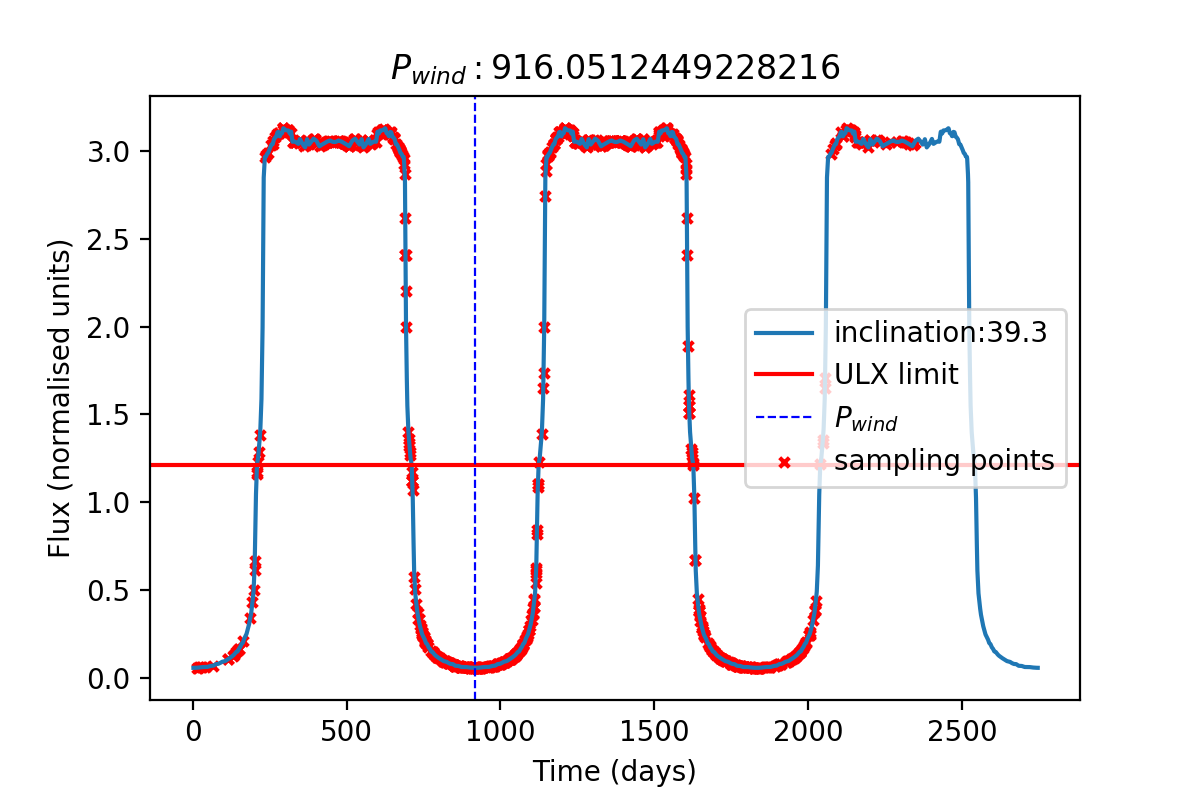 P_wind : 916.0512449228216
Flux (normalised units)
3.0
2.5
2.0
1.5
1.0
0.5
0.0
inclination:39.3
ULX limit
P_wind
sampling points
0 500 1000 1500 2000 2500
Time (days)